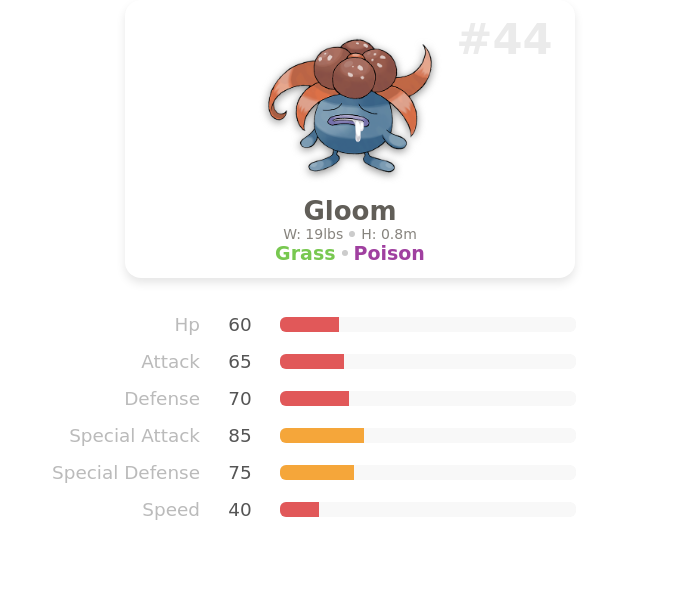 #44
Gloom
W: 19lbs • H: 0.8m
Grass • Poison
Hp 60
Attack 65
Defense 70
Special Attack 85
Special Defense 75
Speed 40